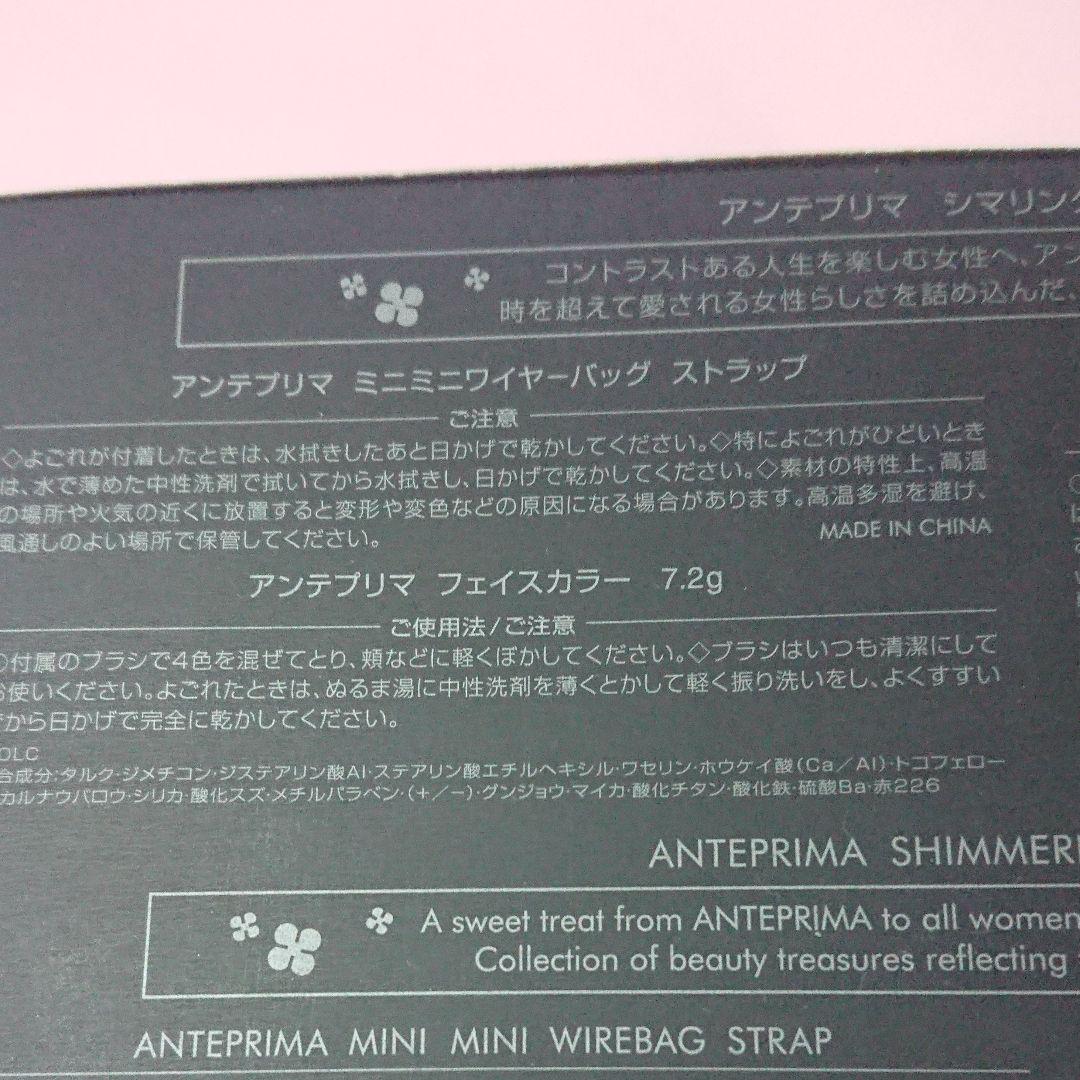 アンテプリマ シマリング
コントラストある人生を楽しむ女性へ、アン
時を超えて愛される女性らしさを詰め込んだ、
アンテプリマ ミニミニワイヤーバッグ ストラップ
ご注意
◇よごれが付着したときは、水拭きしたあと日かげで乾かしてください。◇特によごれがひどいとき
は、水で薄めた中性洗剤で拭いてから水拭きし、日かげで乾かしてください。◇素材の特性上、高温
の場所や火気の近くに放置すると変形や変色などの原因になる場合があります。高温多湿を避け、
風通しのよい場所で保管してください。
MADE IN CHINA
アンテプリマ フェイスカラー 7.2g
ご使用法/ご注意
◇付属のブラシで4色を混ぜてとり、頬などに軽くぼかしてください。◇ブラシはいつも清潔にして
お使いください。よごれたときは、ぬるま湯に中性洗剤を薄くとかして軽く振り洗いをし、よくすすい
でから日かげで完全に乾かしてください。
OLC
合成分:タルク・ジメチコン・ジステアリン酸Al・ステアリン酸エチルヘキシル・ワセリン・ホウケイ酸(Ca/Al)・トコフェロー
カルナウバロウ・シリカ・酸化スズ・メチルパラベン・(+/−)・グンジョウ・マイカ・酸化チタン・酸化鉄・硫酸Ba・赤226
ANTEPRIMA SHIMMERI
A sweet treat from ANTEPRIMA to all women
Collection of beauty treasures reflecting
ANTEPRIMA MINI MINI WIREBAG STRAP